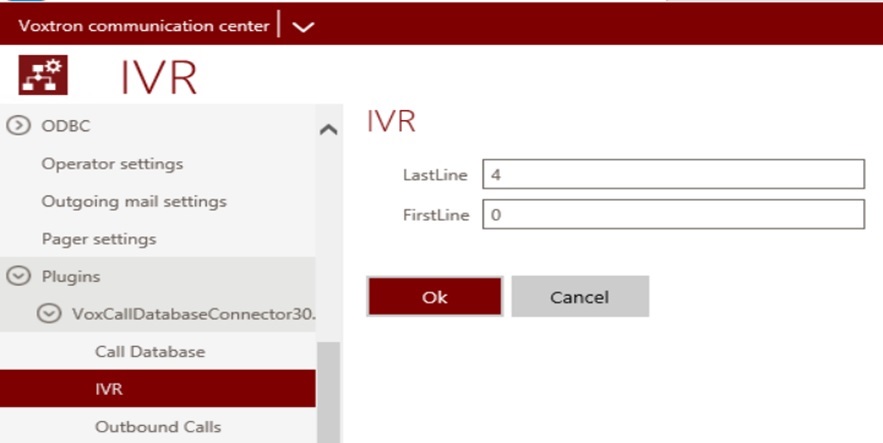 Voxtron communication center
IVR
ODBC
Operator settings
Outgoing mail settings
Pager settings
Plugins
VoxCallDatabaseConnector30.
Call Database
IVR
Outbound Calls
IVR
LastLine 4
FirstLine 0
Ok Cancel